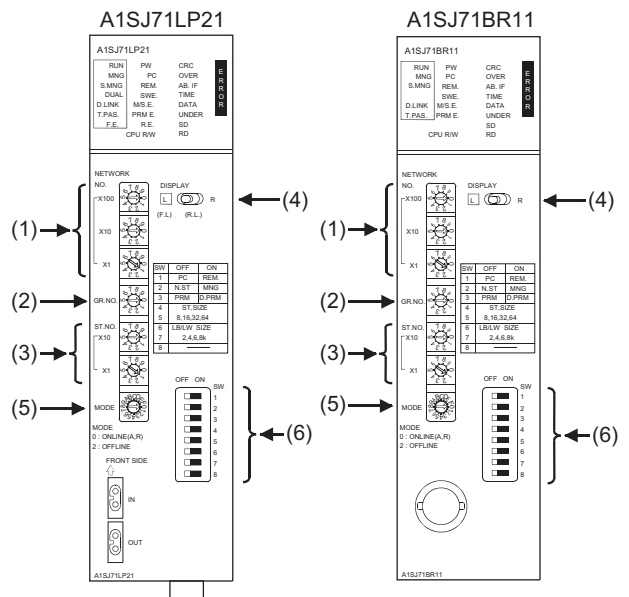 A1SJ71LP21
A1SJ71LP21
RUN PW CRC
MNG PC OVER
S.MNG REM. AB. IF
DUAL SWE. TIME
D.LINK M/S.E. DATA
T.PAS. PRM E. UNDER
F.E. R.E. SD
CPU R/W RD
ERROR
NETWORK
NO.
X100
X10
X1
DISPLAY
L R
(F.L) (R.L.)
(4)
(1)
SW OFF ON
1 PC REM.
2 N.ST MNG
3 PRM D.PRM
4 ST,SIZE
5 8,16,32,64
6 LB/LW SIZE
7 2,4,6,8k
8
(2)
GR.NO.
ST.NO.
X10
X1
(3)
(5)
MODE
OFF ON
SW
1
2
3
4
5
6
7
8
(6)
MODE
0 : ONLINE(A,R)
2 : OFFLINE
FRONT SIDE
IN
OUT
A1SJ71LP21
A1SJ71BR11
A1SJ71BR11
RUN PW CRC
MNG PC OVER
S.MNG REM. AB. IF
SWE. TIME
D.LINK M/S.E. DATA
T.PAS. PRM E. UNDER
SD
CPU R/W RD
ERROR
NETWORK
NO.
X100
X10
X1
DISPLAY
L R
(4)
(1)
SW OFF ON
1 PC REM.
2 N.ST MNG
3 PRM D.PRM
4 ST,SIZE
5 8,16,32,64
6 LB/LW SIZE
7 2,4,6,8k
8
(2)
GR.NO.
ST.NO.
X10
X1
(3)
(5)
MODE
OFF ON
SW
1
2
3
4
5
6
7
8
(6)
MODE
0 : ONLINE(A,R)
2 : OFFLINE
A1SJ71BR11